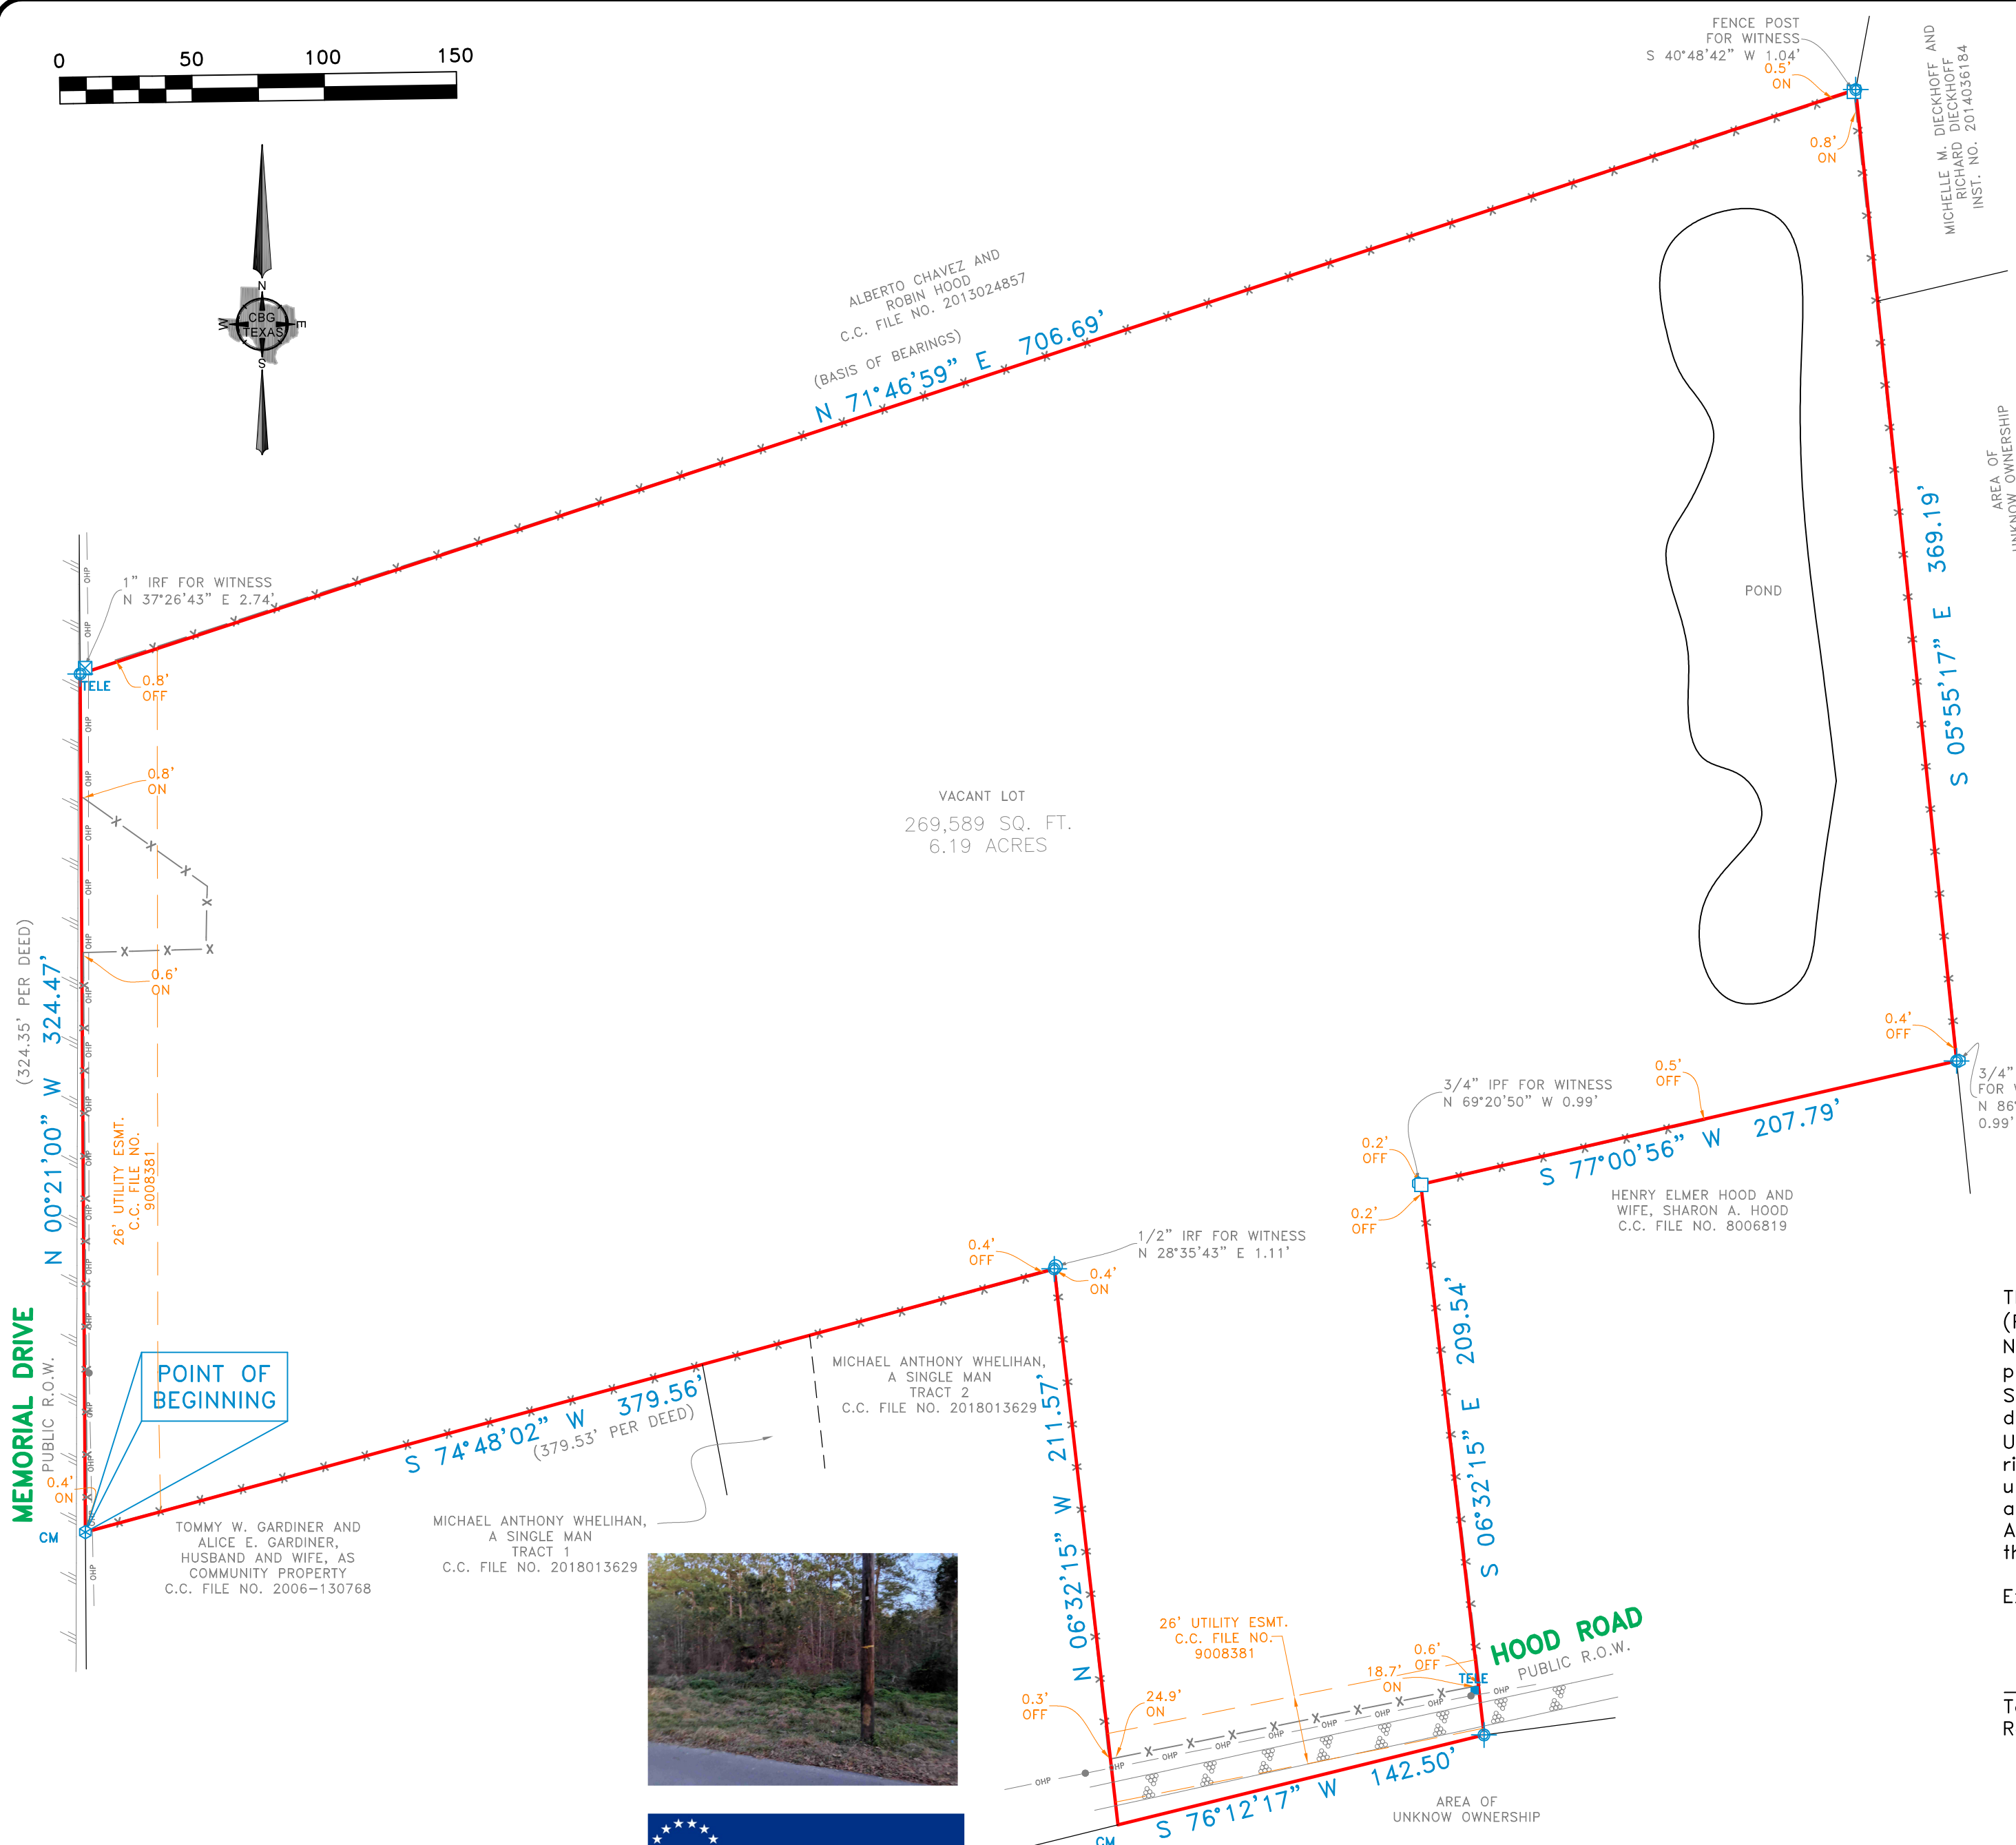 0 50 100 150
FENCE POST
FOR WITNESS
S 40°48'42" W 1.04'
0.5'
ON
0.8'
ON
MICHELLE M. DIECKHOFF AND
RICHARD DIECKHOFF
INST. NO. 2014036184
N
W
E
S
CBG
TEXAS
ALBERTO CHAVEZ AND
ROBIN HOOD
C.C. FILE NO. 2013024857
(BASIS OF BEARINGS)
N 71°46'59" E 706.69'
AREA OF
UNKNOW OWNERSHIP
S 05°55'17" E 369.19'
POND
1" IRF FOR WITNESS
N 37°26'43" E 2.74'
TELE
0.8'
OFF
0.8'
ON
VACANT LOT
269,589 SQ. FT.
6.19 ACRES
0.6'
ON
(324.35' PER DEED)
N 00°21'00" W 324.47'
OHP
26' UTILITY ESMT.
C.C. FILE NO.
9008381
MEMORIAL DRIVE
PUBLIC R.O.W.
POINT OF
BEGINNING
0.4'
ON
CM
0.4'
OFF
3/4"
FOR
N 86°
0.99'
3/4" IPF FOR WITNESS
N 69°20'50" W 0.99'
0.5'
OFF
S 77°00'56" W 207.79'
HENRY ELMER HOOD AND
WIFE, SHARON A. HOOD
C.C. FILE NO. 8006819
0.2'
OFF
0.2'
OFF
1/2" IRF FOR WITNESS
N 28°35'43" E 1.11'
0.4'
OFF
0.4'
ON
S 74°48'02" W 379.56'
(379.53' PER DEED)
MICHAEL ANTHONY WHELIHAN,
A SINGLE MAN
TRACT 2
C.C. FILE NO. 2018013629
N 06°32'15" W 211.57'
S 06°32'15" E 209.54'
TOMMY W. GARDINER AND
ALICE E. GARDINER,
HUSBAND AND WIFE, AS
COMMUNITY PROPERTY
C.C. FILE NO. 2006-130768
MICHAEL ANTHONY WHELIHAN,
A SINGLE MAN
TRACT 1
C.C. FILE NO. 2018013629
26' UTILITY ESMT.
C.C. FILE NO.
9008381
HOOD ROAD
PUBLIC R.O.W.
0.6'
OFF
TELE
18.7'
ON
0.3'
OFF
24.9'
ON
OHP
S 76°12'17" W 142.50'
CM
AREA OF
UNKNOW OWNERSHIP